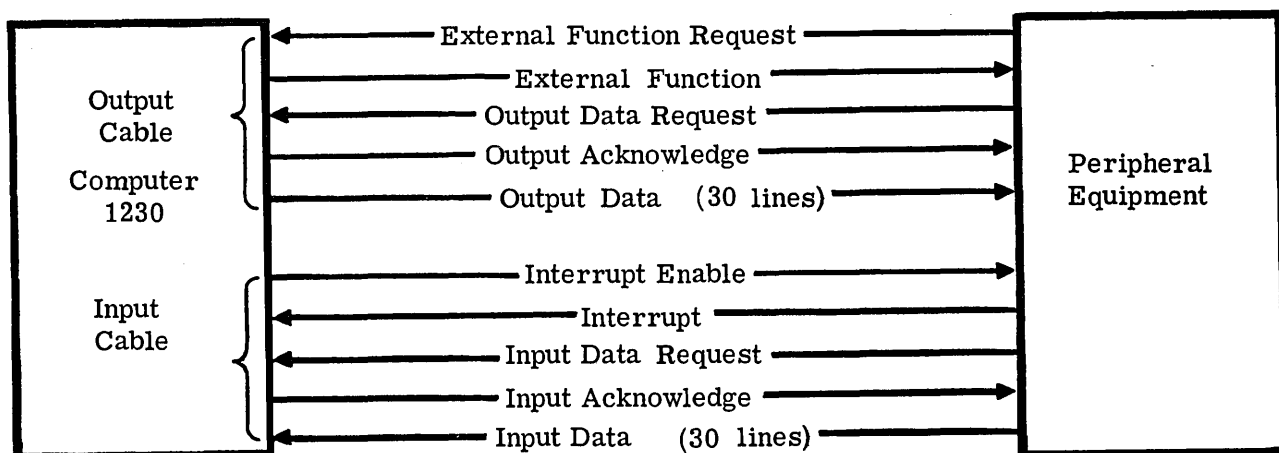 Output
Cable
Computer
1230
Input
Cable
External Function Request
External Function
Output Data Request
Output Acknowledge
Output Data (30 lines)
Interrupt Enable
Interrupt
Input Data Request
Input Acknowledge
Input Data (30 lines)
Peripheral
Equipment